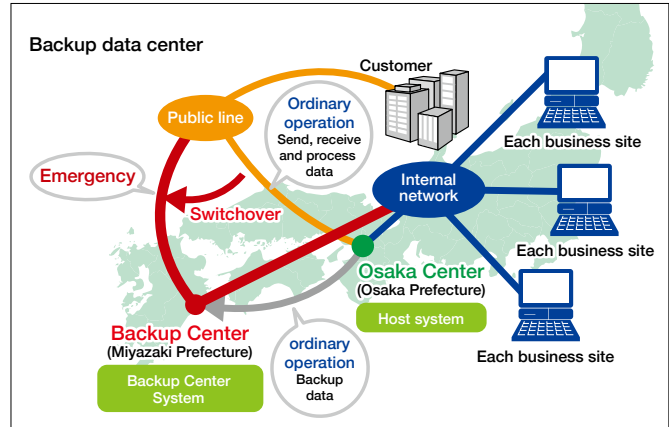 Backup data center
Customer
Public line
Ordinary
operation
Send, receive
and process
data
Each business site
Emergency
Switchover
Internal
network
Each business site
Osaka Center
(Osaka Prefecture)
Host system
Backup Center
(Miyazaki Prefecture)
Backup Center
System
ordinary
operation
Backup
data
Each business site